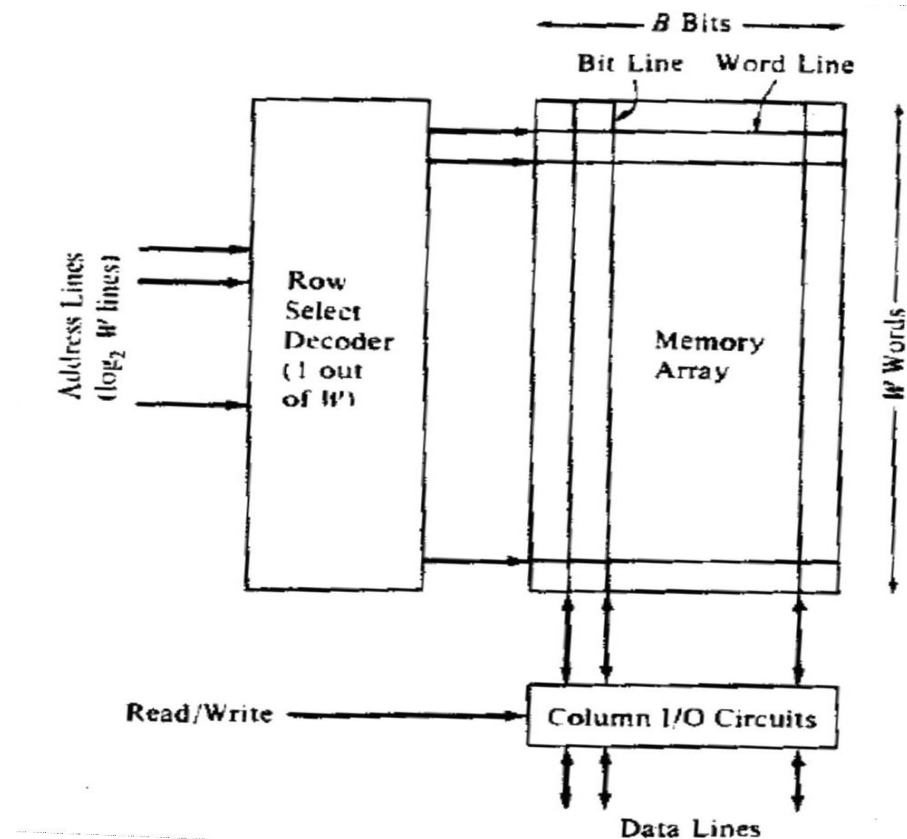 B Bits
Bit Line
Word Line
Address Lines
(log₂ W lines)
Row
Select
Decoder
(1 out
of W)
Memory
Array
W Words
Read/Write
Column I/O Circuits
Data Lines